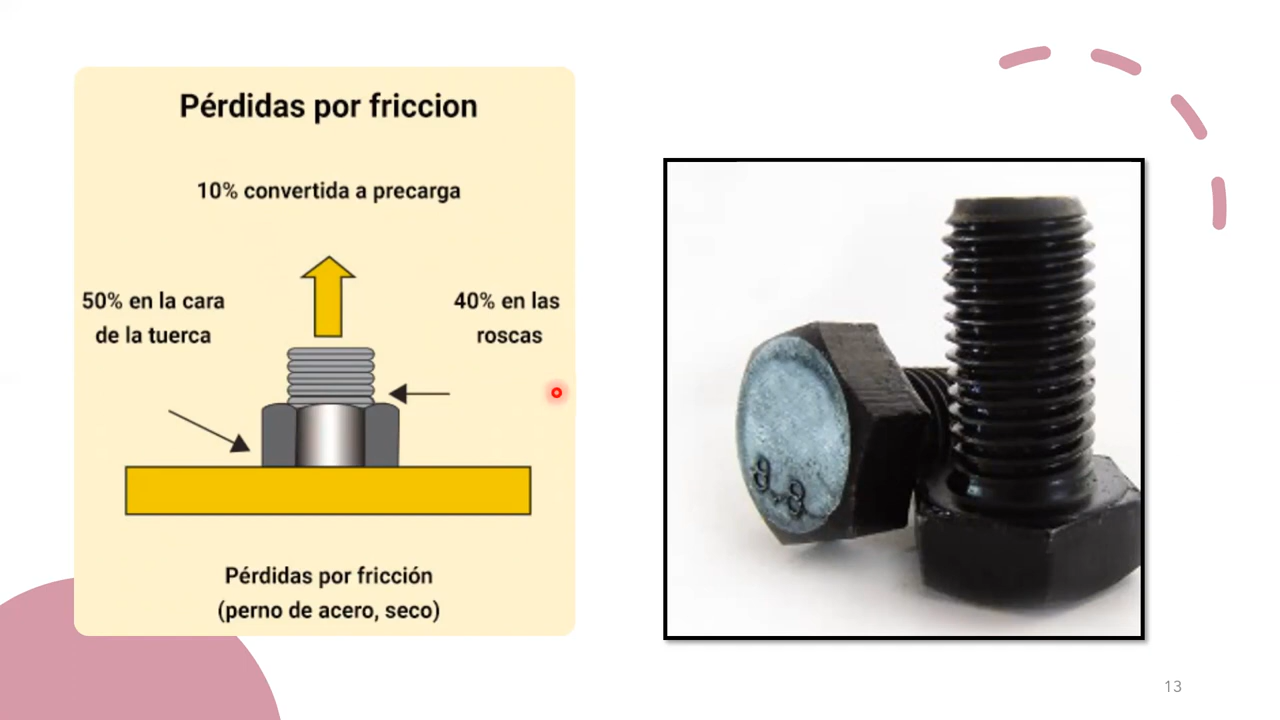 Pérdidas por friccion
10% convertida a precarga
50% en la cara
de la tuerca
40% en las
roscas
Pérdidas por fricción
(perno de acero, seco)
8.8
13